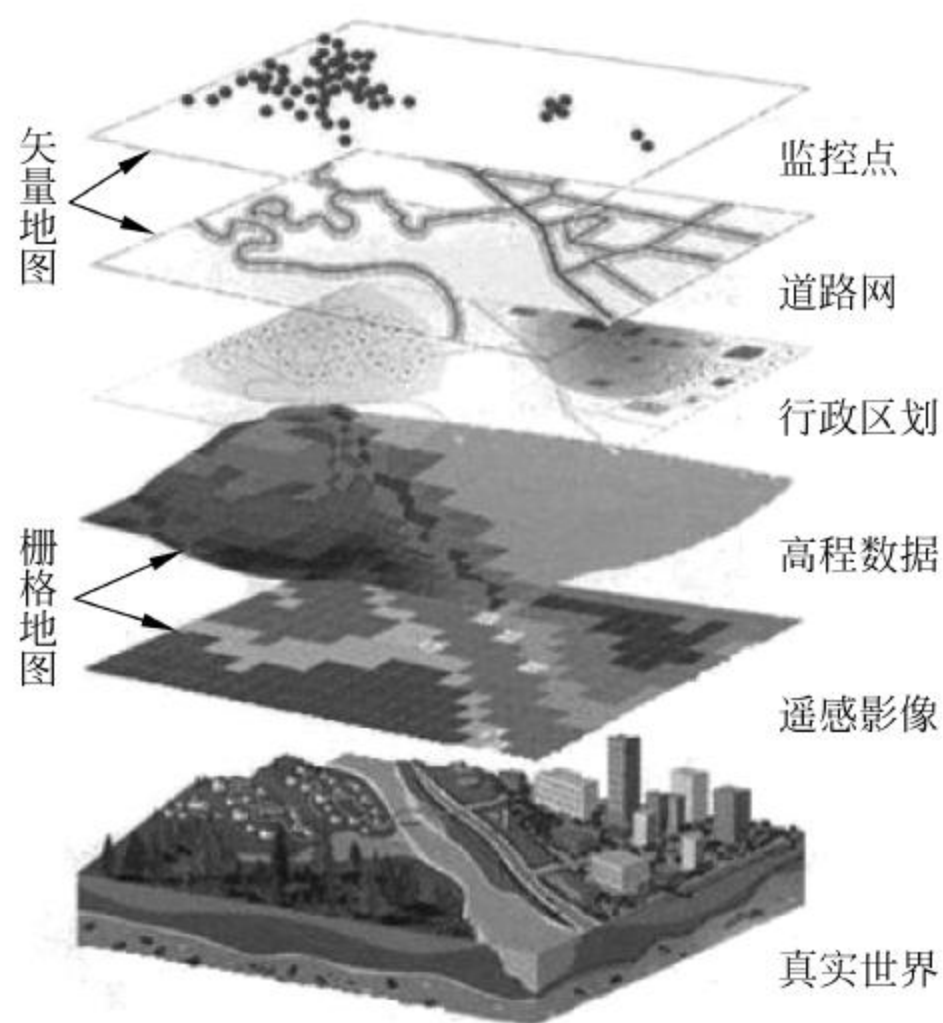 监控点
矢量地图
道路网
行政区划
高程数据
栅格地图
遥感影像
真实世界